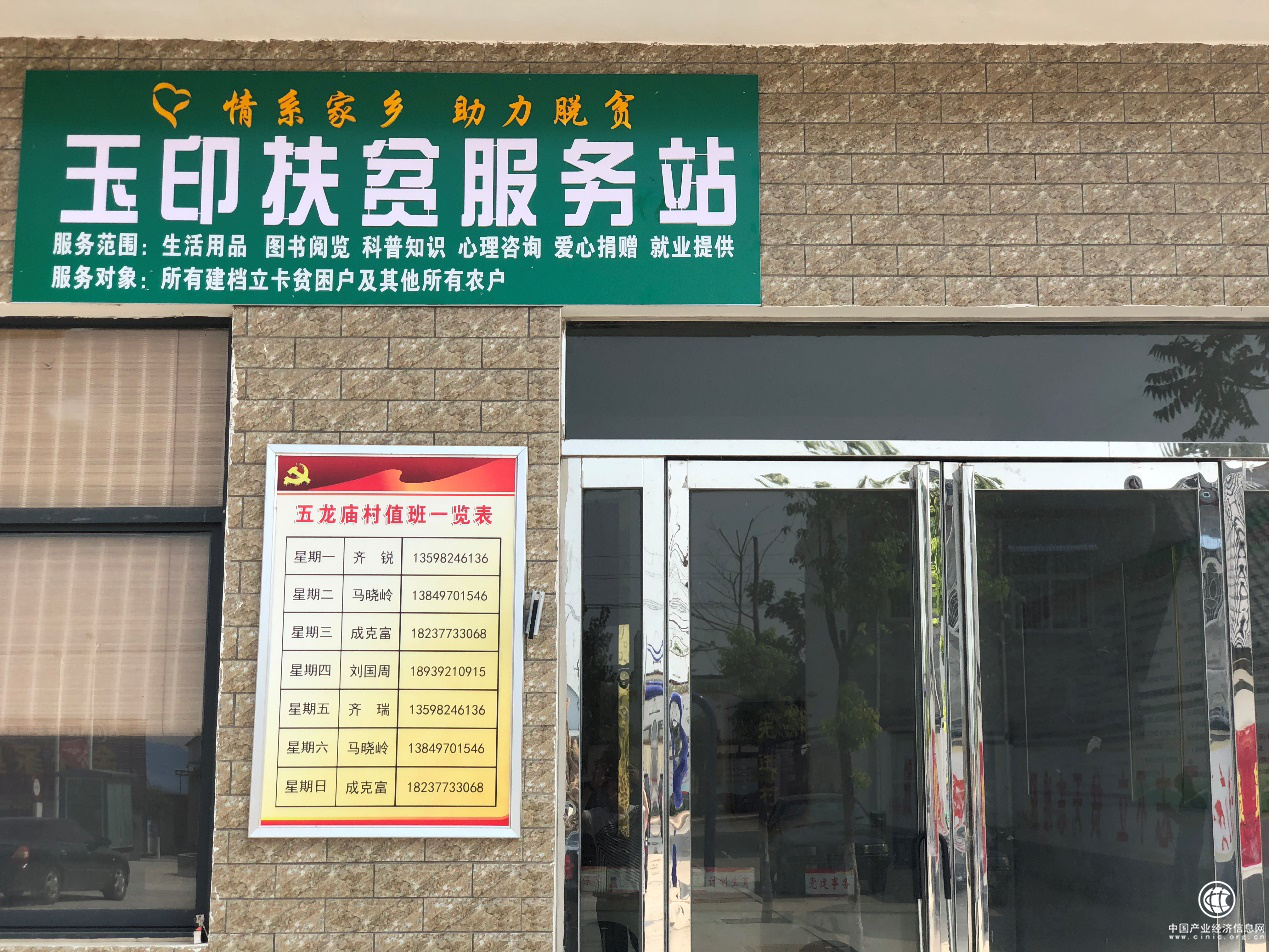 情系家乡 助力脱贫
玉印扶贫服务站
服务范围：生活用品 图书阅览 科普知识 心理咨询 爱心捐赠 就业提供
服务对象：所有建档立卡贫困户及其他所有农户
五龙庙村值班一览表
星期一 齐 锐 13598246136
星期二 马晓岭 13849701546
星期三 成克富 18237733068
星期四 刘国周 18939210915
星期五 齐 瑞 13598246136
星期六 马晓岭 13849701546
星期日 成克富 18237733068
中国产业经济信息网
www.cinic.org.cn